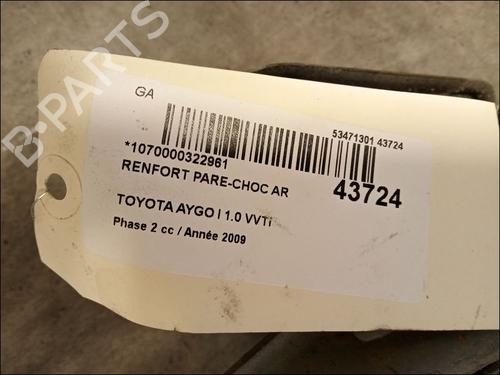 B-PARTS
GA
53471301 43724
*1070000322961
RENFORT PARE-CHOC AR
43724
TOYOTA AYGO I 1.0 VVTi
Phase 2 cc / Année 2009